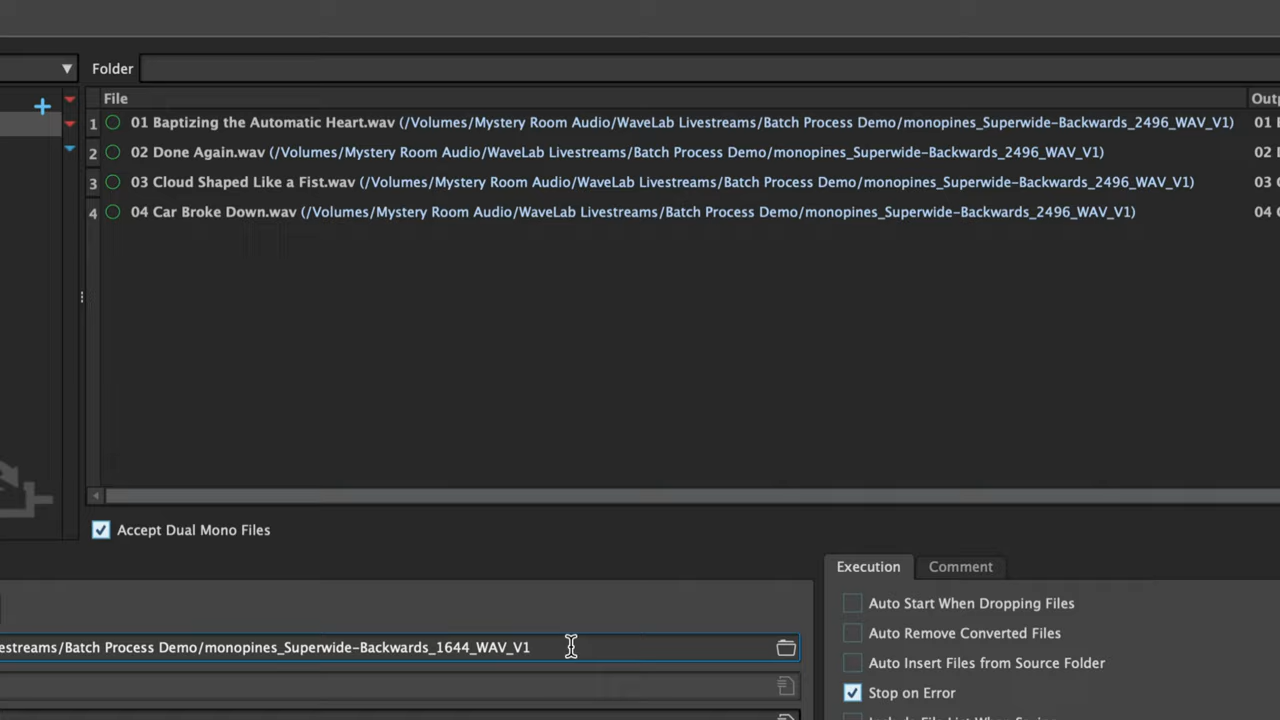 Folder
File
Outp
1 01 Baptizing the Automatic Heart.wav (/Volumes/Mystery Room Audio/WaveLab Livestreams/Batch Process Demo/monopines_Superwide-Backwards_2496_WAV_V1) 01 B
2 02 Done Again.wav (/Volumes/Mystery Room Audio/WaveLab Livestreams/Batch Process Demo/monopines_Superwide-Backwards_2496_WAV_V1) 02
3 03 Cloud Shaped Like a Fist.wav (/Volumes/Mystery Room Audio/WaveLab Livestreams/Batch Process Demo/monopines_Superwide-Backwards_2496_WAV_V1) 03
4 04 Car Broke Down.wav (/Volumes/Mystery Room Audio/WaveLab Livestreams/Batch Process Demo/monopines_Superwide-Backwards_2496_WAV_V1) 04
Accept Dual Mono Files
Execution Comment
Auto Start When Dropping Files
Auto Remove Converted Files
estreams/Batch Process Demo/monopines_Superwide-Backwards_1644_WAV_V1
Auto Insert Files from Source Folder
Stop on Error